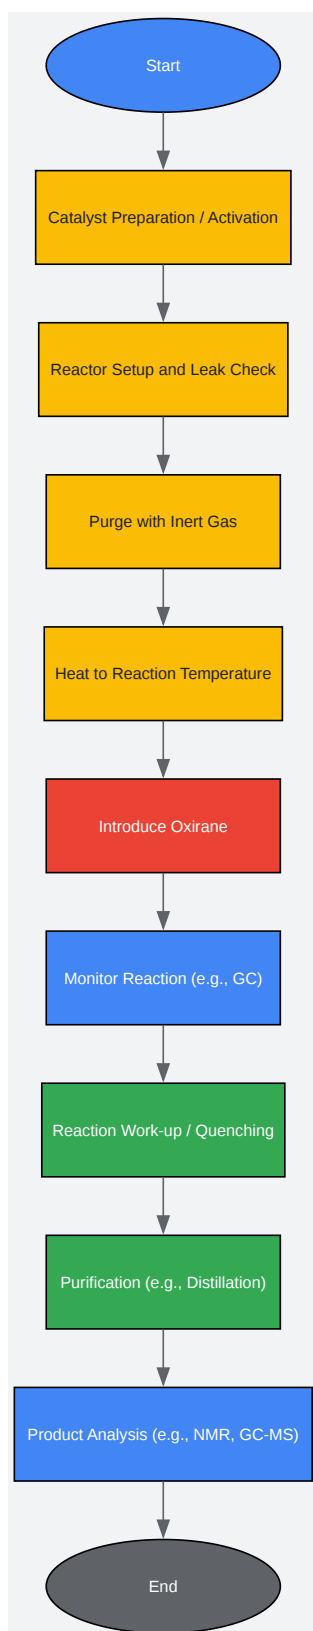 Start
Catalyst Preparation / Activation
Reactor Setup and Leak Check
Purge with Inert Gas
Heat to Reaction Temperature
Introduce Oxirane
Monitor Reaction (e.g., GC)
Reaction Work-up / Quenching
Purification (e.g., Distillation)
Product Analysis (e.g., NMR, GC-MS)
End